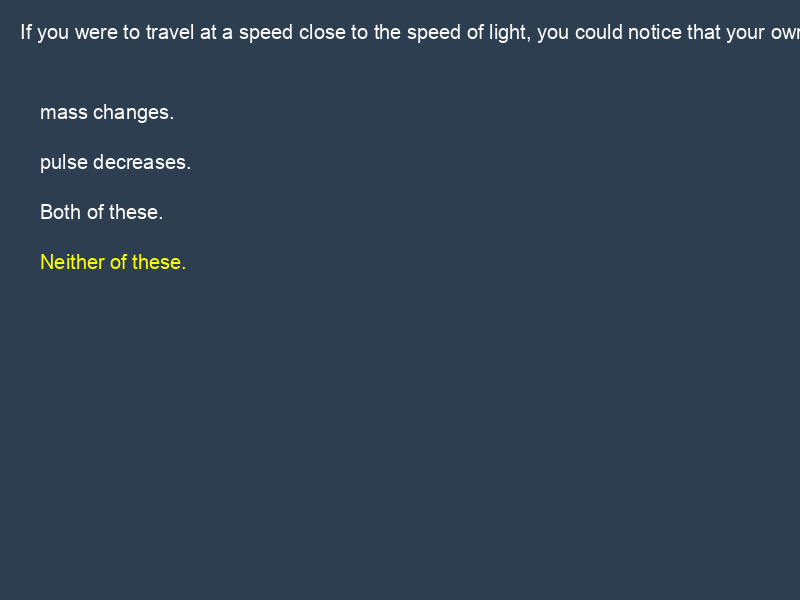 If you were to travel at a speed close to the speed of light, you could notice that your own
mass changes.
pulse decreases.
Both of these.
Neither of these.